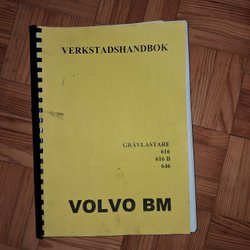 VERKSTADSHANDBOK
GRÄVLASTARE
616
616 B
646
VOLVO BM